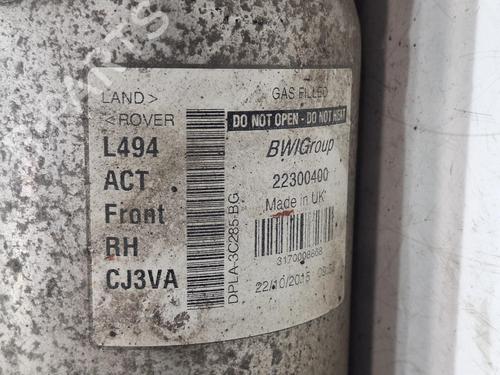 LAND>
<ROVER
L494
ACT
Front
RH
CJ3VA
DPLA-3C285-BG
GAS FILLED
DO NOT OPEN - DO NOT HEAT
BWIGroup
22300400
Made in UK
22/10/2015